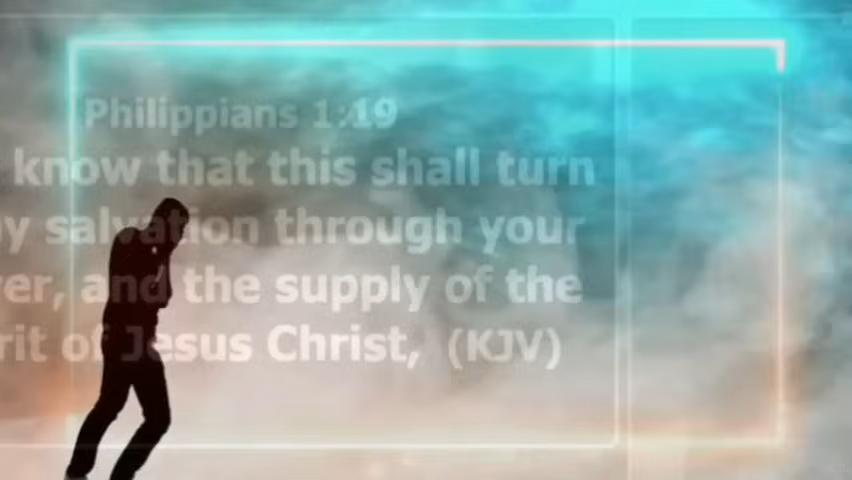 Philippians 1:19
know that this shall turn
y salvation through your
er, and the supply of the
rit of Jesus Christ, (KJV)